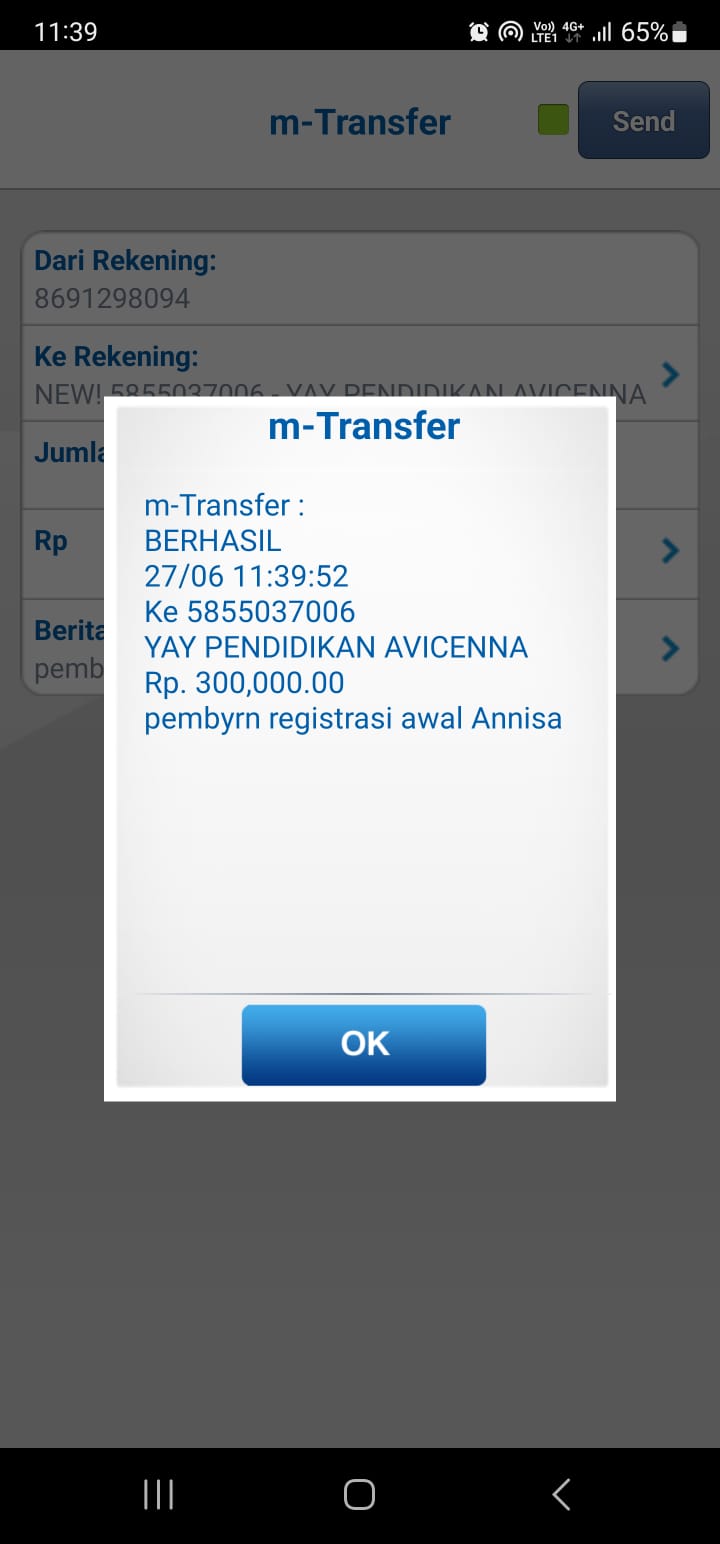 11:39
Vo)) 4G+ 65%
LTE1
m-Transfer
Send
Dari Rekening:
8691298094
Ke Rekening:
NEW! 5855037006 - YAY PENDIDIKAN AVICENNA
m-Transfer
Jumla
m-Transfer :
Rp
BERHASIL
27/06 11:39:52
Ke 5855037006
Berita
YAY PENDIDIKAN AVICENNA
pemb
Rp. 300,000.00
pembyrn registrasi awal Annisa
OK